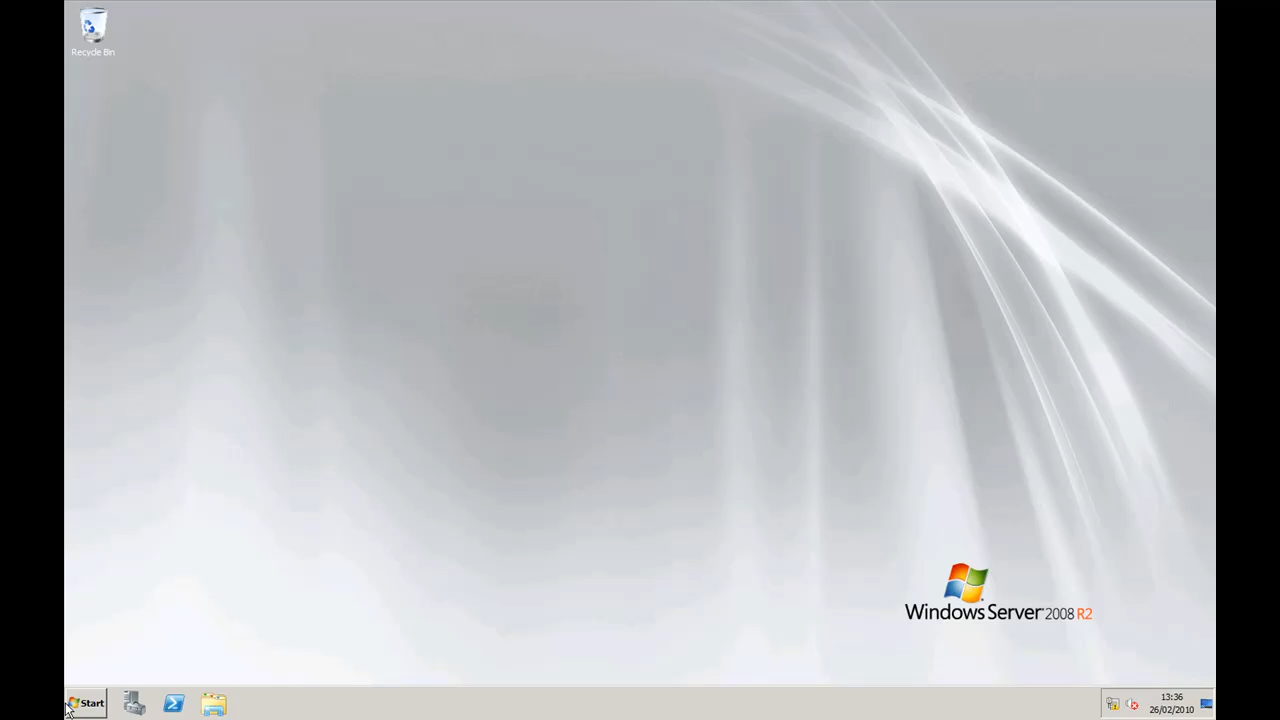 Recycle Bin
Windows Server 2008 R2
Start
13:36
26/02/2010